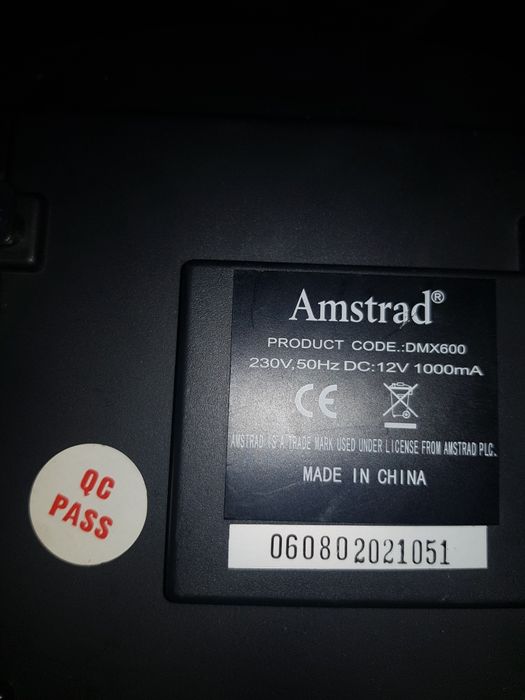 Amstrad®
PRODUCT CODE.:DMX600
230V,50Hz DC:12V 1000mA
CE
AMSTRAD IS A TRADE MARK USED UNDER LICENSE FROM AMSTRAD PLC.
MADE IN CHINA
QC
PASS
060802021051